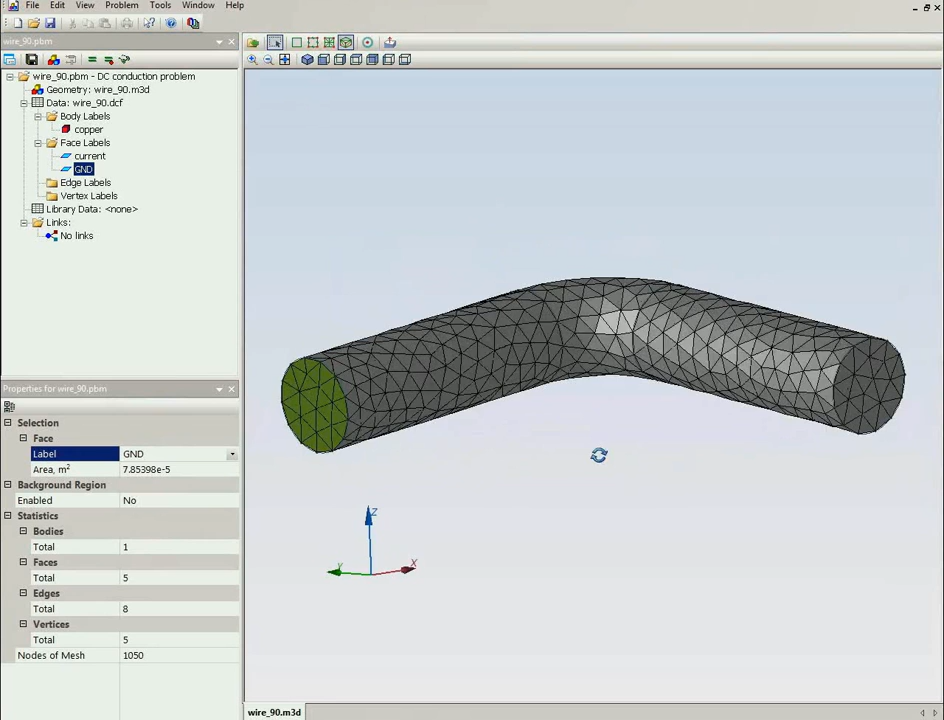 File Edit View Problem Tools Window Help
wire_90.pbm
wire_90.pbm - DC conduction problem
Geometry: wire_90.m3d
Data: wire_90.dcf
Body Labels
copper
Face Labels
current
GND
Edge Labels
Vertex Labels
Library Data: <none>
Links:
No links
Properties for wire_90.pbm
Selection
Face
Label GND
Area, m² 7.85398e-5
Background Region
Enabled No
Statistics
Bodies
Total 1
Faces
Total 5
Edges
Total 8
Vertices
Total 5
Nodes of Mesh 1050
Z
Y
X
wire_90.m3d